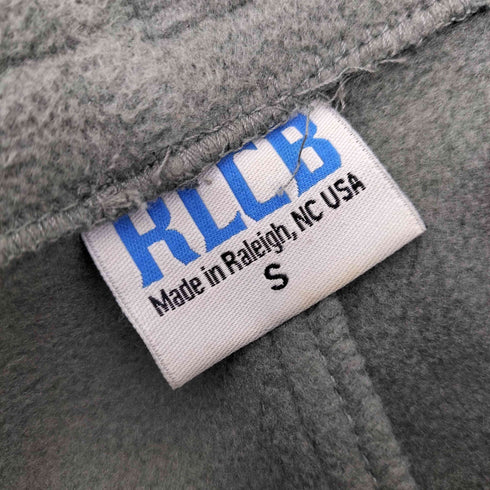 RLCB
Made in Raleigh, NC USA
S